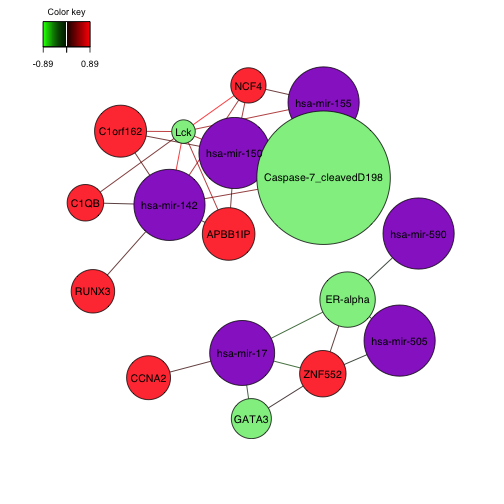 Color key
-0.89 0.89
NCF4
hsa-mir-155
C1orf162
Lck
hsa-mir-150
Caspase-7_cleavedD198
C1QB
hsa-mir-142
APBB1IP
hsa-mir-590
RUNX3
ER-alpha
hsa-mir-505
hsa-mir-17
CCNA2
ZNF552
GATA3